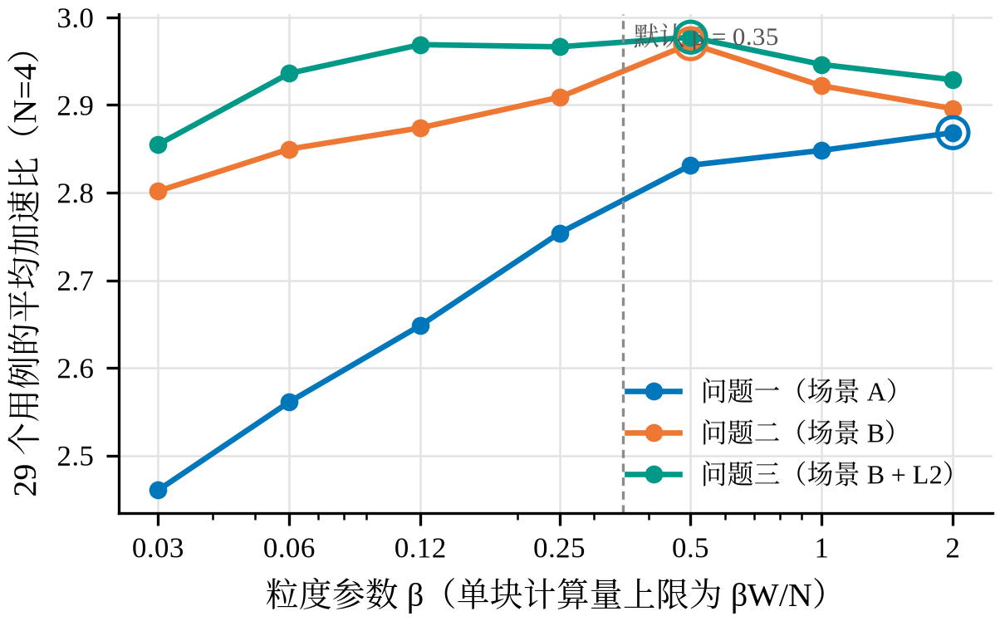 29 个用例的平均加速比（N=4）
3.0
2.9
2.8
2.7
2.6
2.5
默认 = 0.35
问题一（场景 A）
问题二（场景 B）
问题三（场景 B + L2）
0.03 0.06 0.12 0.25 0.5 1 2
粒度参数 β（单块计算量上限为 βW/N）